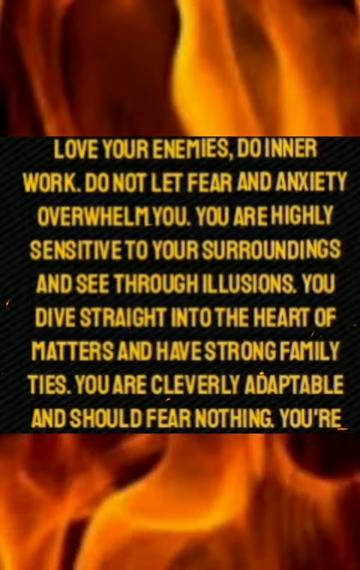 LOVE YOUR ENEMIES, DO INNER
WORK. DO NOT LET FEAR AND ANXIETY
OVERWHELM YOU. YOU ARE HIGHLY
SENSITIVE TO YOUR SURROUNDINGS
AND SEE THROUGH ILLUSIONS. YOU
DIVE STRAIGHT INTO THE HEART OF
MATTERS AND HAVE STRONG FAMILY
TIES. YOU ARE CLEVERLY ADAPTABLE
AND SHOULD FEAR NOTHING. YOU'RE